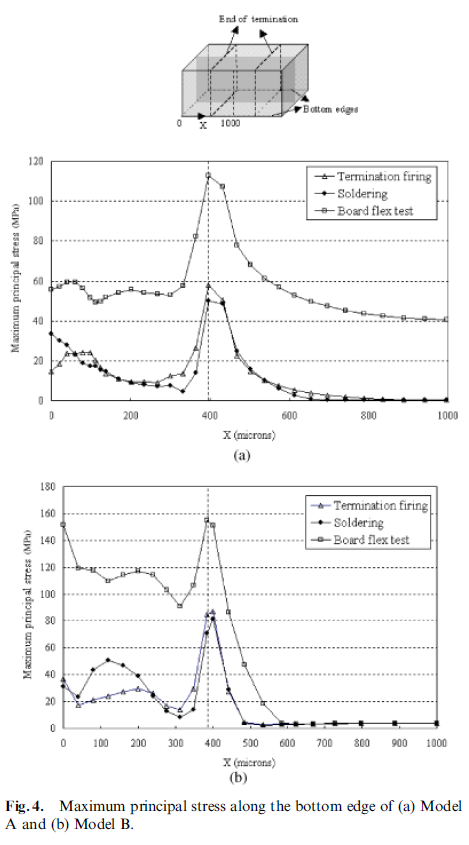 End of termination
Bottom edges
0 X 1000
120
100
80
60
40
20
0
Maximum principal stress (MPa)
Termination firing
Soldering
Board flex test
0 200 400 600 800 1000
X (microns)
(a)
180
160
140
120
100
80
60
40
20
0
Maximum principal stress (MPa)
Termination firing
Soldering
Board flex test
0 100 200 300 400 500 600 700 800 900 1000
X (microns)
(b)
Fig. 4. Maximum principal stress along the bottom edge of (a) Model
A and (b) Model B.